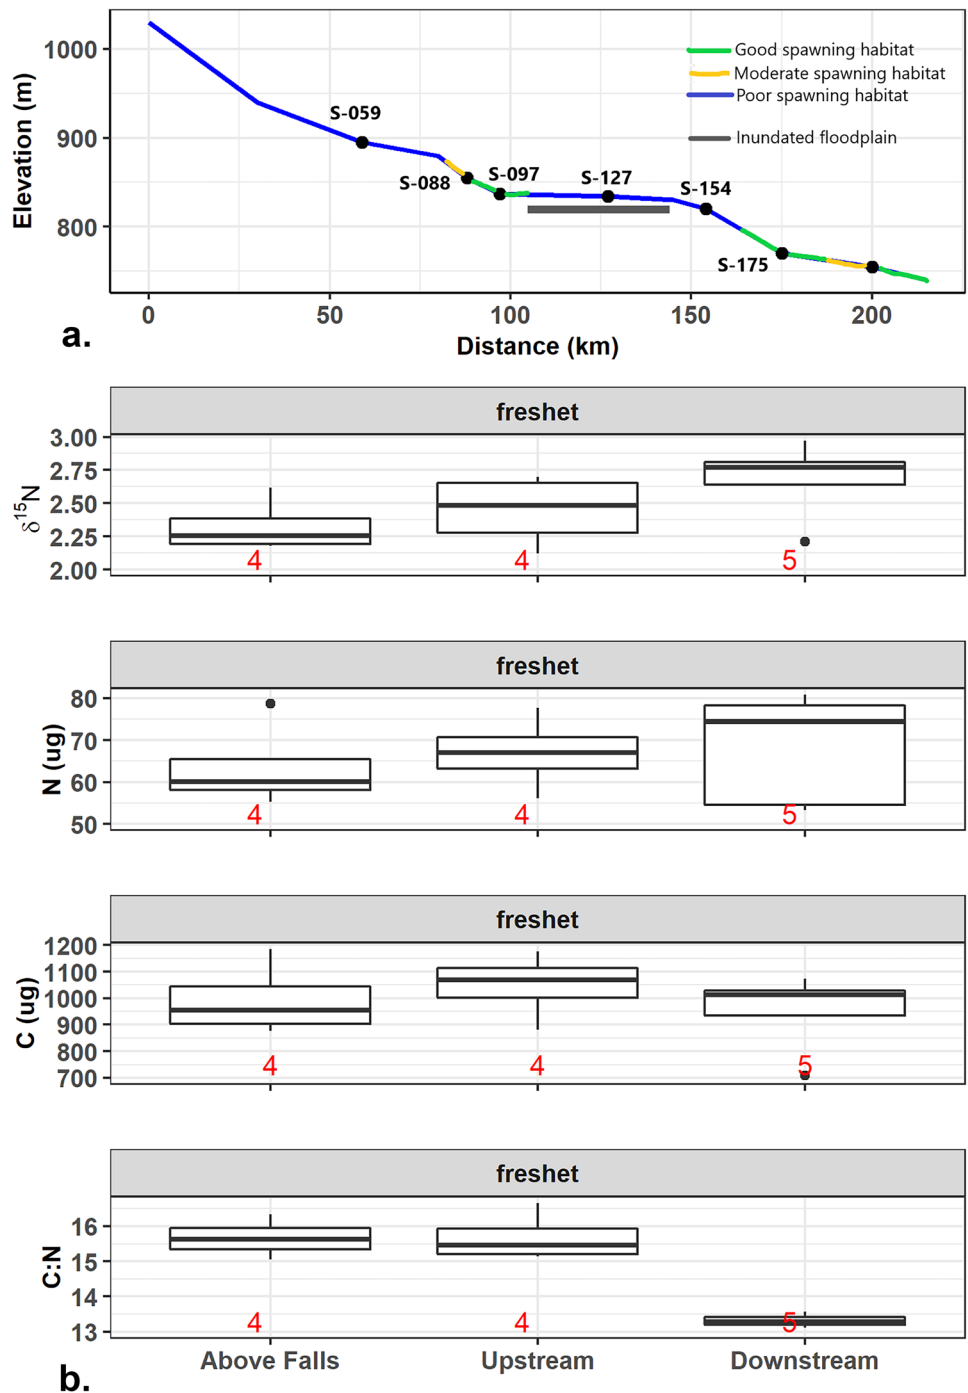 1000
900
800
Elevation (m)
Good spawning habitat
Moderate spawning habitat
Poor spawning habitat
Inundated floodplain
S-059
S-088
S-097
S-127
S-154
S-175
0 50 100 150 200
Distance (km)
a.
freshet
3.00
2.75
2.50
2.25
2.00
δ15N
4 4 5
freshet
80
70
60
50
N (ug)
4 4 5
freshet
1200
1100
1000
900
800
700
C (ug)
4 4 5
freshet
16
15
14
13
C:N
4 4 5
Above Falls Upstream Downstream
b.